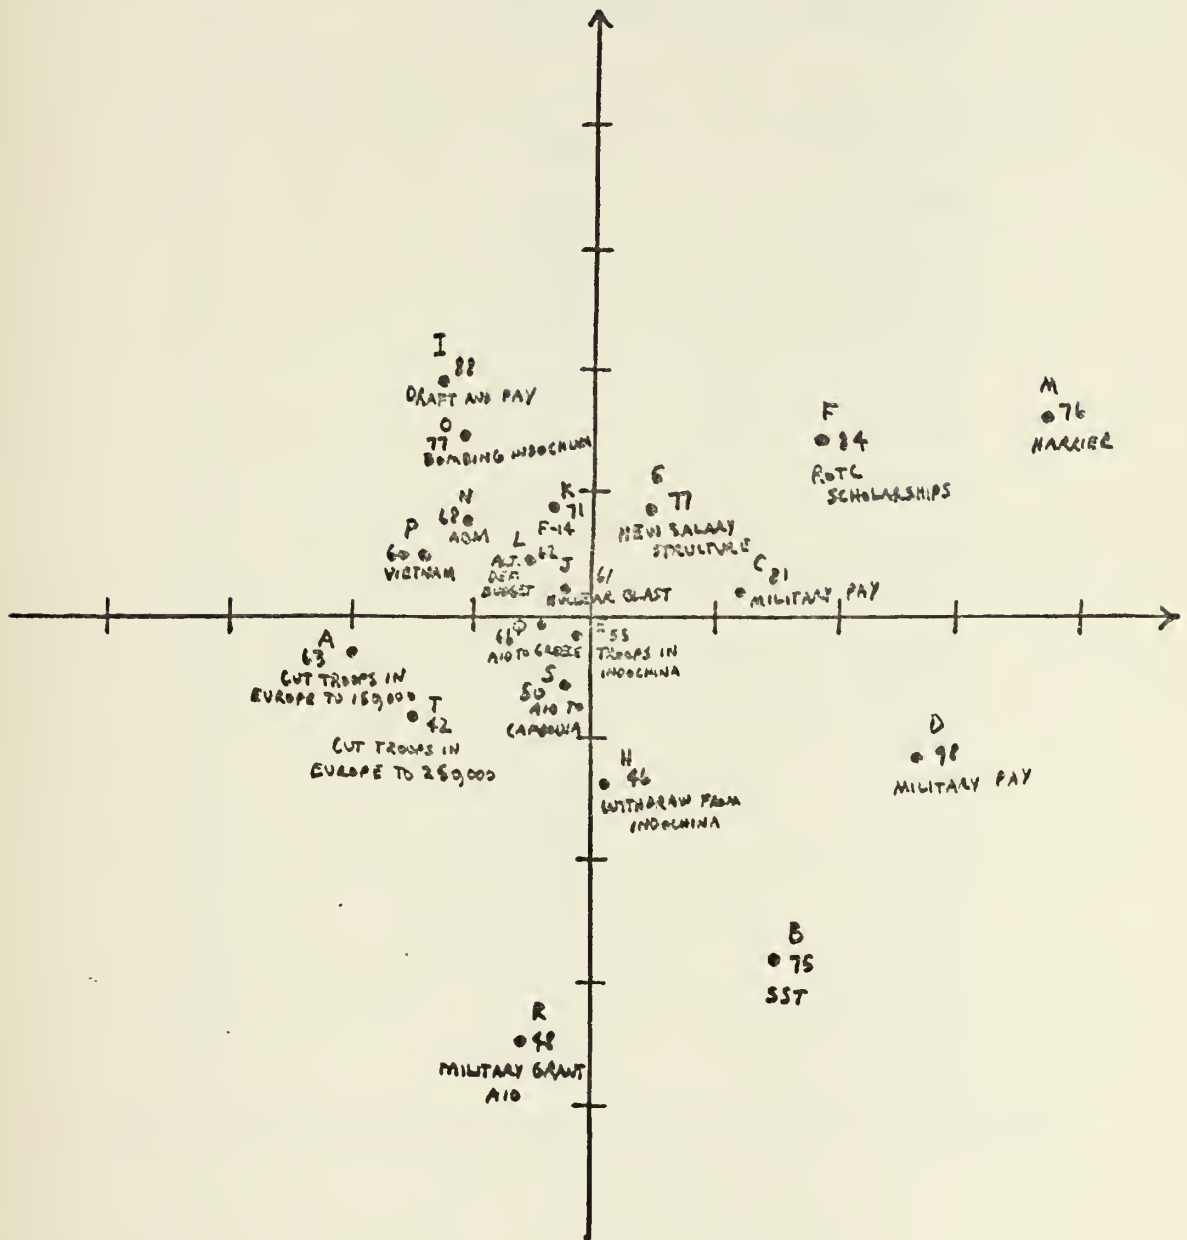 I
88
DRAFT AND PAY
O
77
BOMBING INDOCHINA
M
76
HARRIER
F
84
ROTC
SCHOLARSHIPS
K
71
F-14
G
77
NEW SALARY
STRUCTURE
N
68
ABM
P
60
VIETNAM
L
62
ALT.
DEF.
BUDGET
J
61
NUCLEAR BLAST
C
81
MILITARY PAY
A
63
CUT TROOPS IN
EUROPE TO 150,000
66
AID TO GREECE
E
55
TROOPS IN
INDOCHINA
S
50
AID TO
CAMBODIA
T
42
CUT TROOPS IN
EUROPE TO 250,000
H
46
WITHDRAW FROM
INDOCHINA
D
98
MILITARY PAY
B
75
SST
R
48
MILITARY GRANT
AID